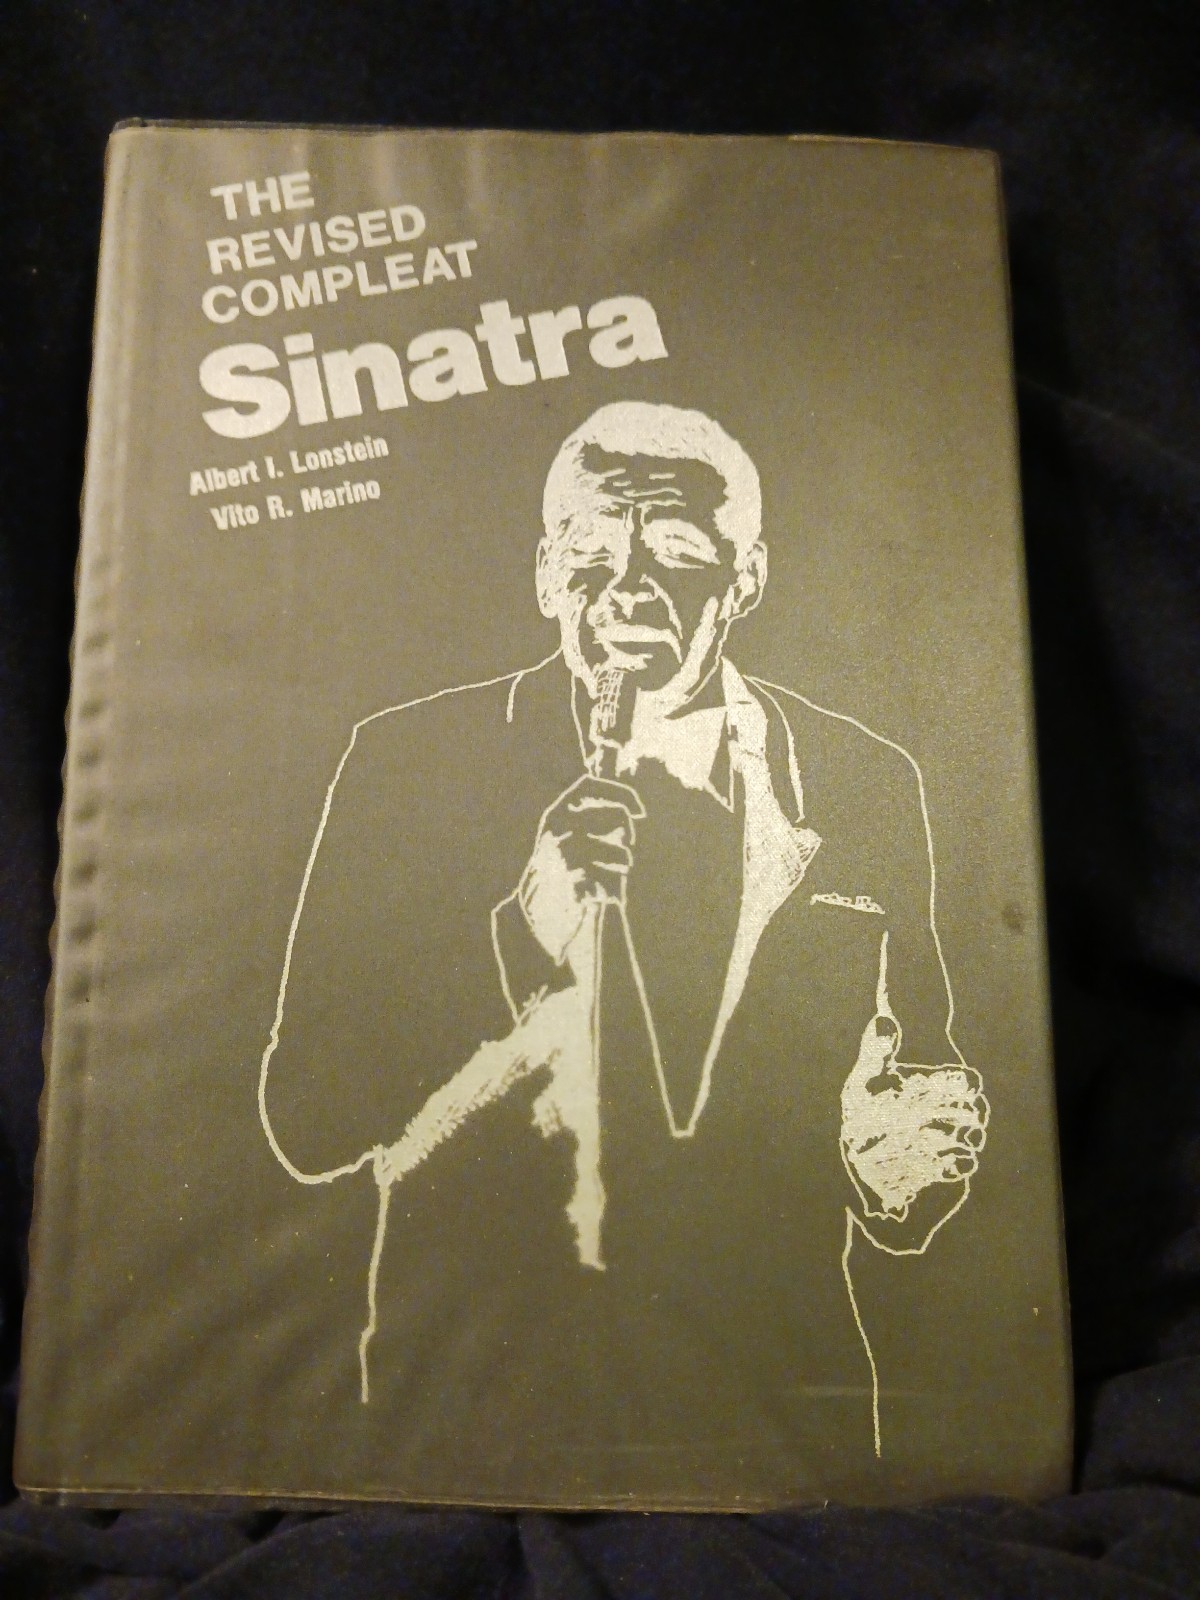 THE
REVISED
COMPLEAT
Sinatra
Albert I. Lonstein
Vito R. Marino